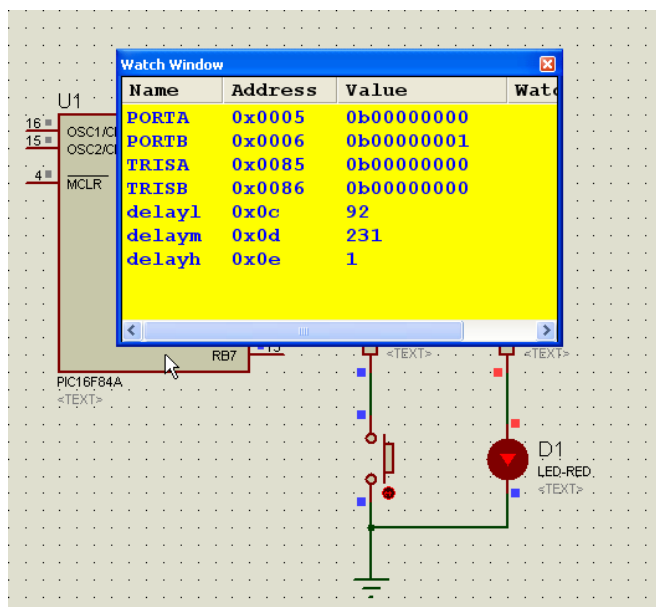 Watch Window
Name Address Value Watc
PORTA 0x0005 0b00000000
PORTB 0x0006 0b00000001
TRISA 0x0085 0b00000000
TRISB 0x0086 0b00000000
delayl 0x0c 92
delaym 0x0d 231
delayh 0x0e 1
U1
16
OSC1/Cl
15
OSC2/Cl
4
MCLR
RB7 13
<TEXT>
<TEXT>
PIC16F84A
<TEXT>
D1
LED-RED
<TEXT>